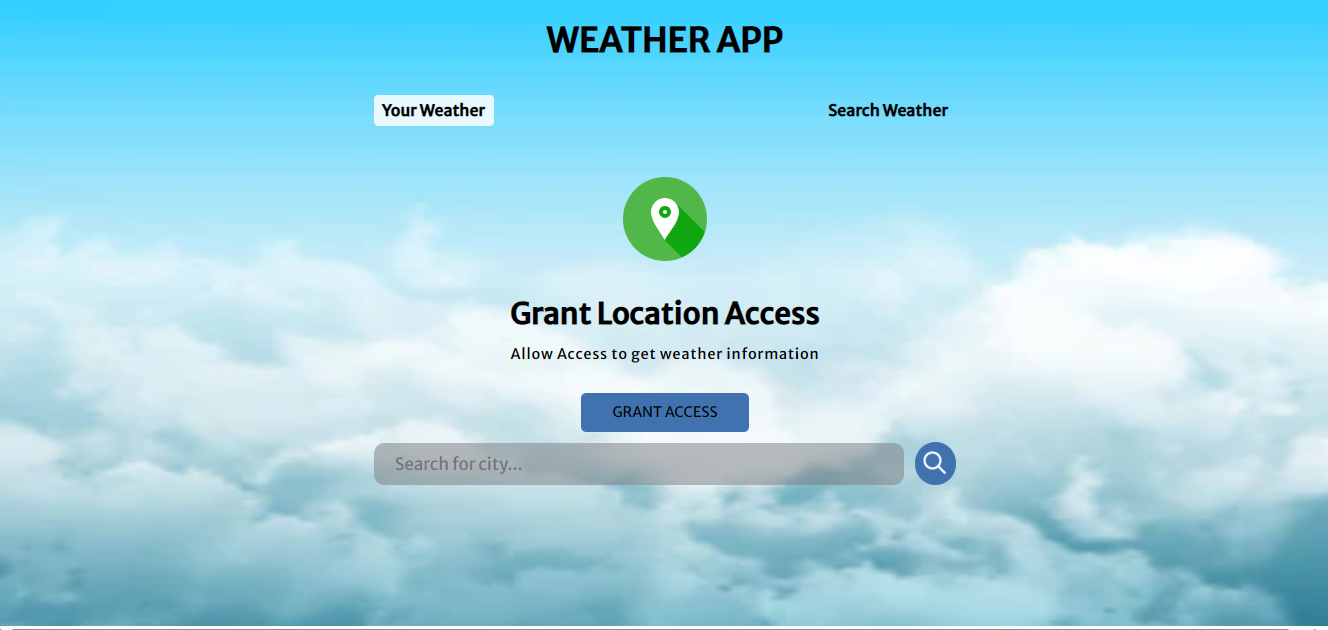 WEATHER APP
Your Weather
Search Weather
Grant Location Access
Allow Access to get weather information
GRANT ACCESS
Search for city...